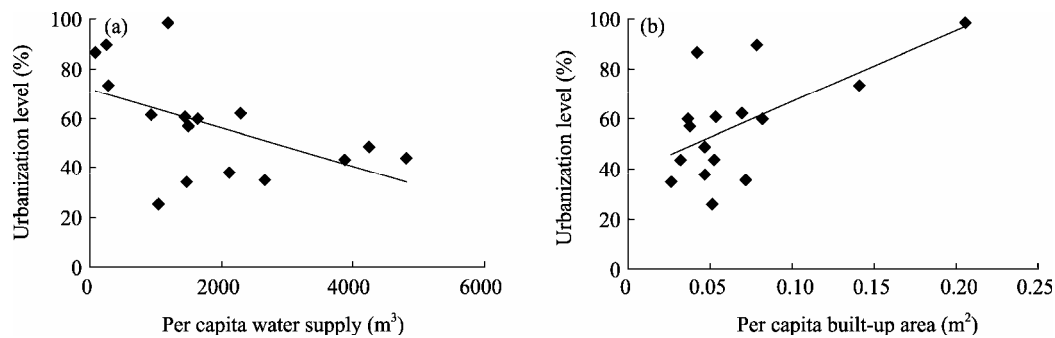 (a)
Urbanization level (%)
100
80
60
40
20
0
0 2000 4000 6000
Per capita water supply (m³)
(b)
Urbanization level (%)
100
80
60
40
20
0
0 0.05 0.10 0.15 0.20 0.25
Per capita built-up area (m²)